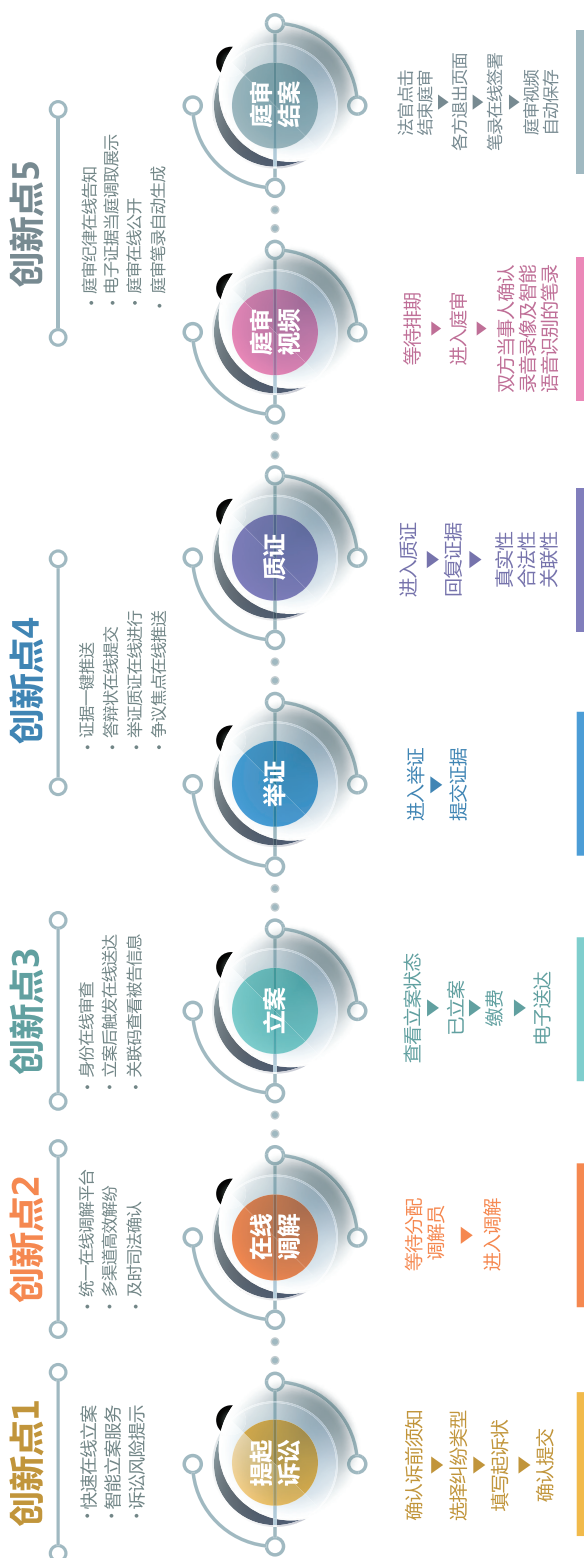 创新点1
• 快速在线立案
• 智能立案服务
• 诉讼风险提示
创新点2
• 统一在线调解平台
• 多渠道高效解纷
• 及时司法确认
创新点3
• 身份在线审查
• 立案后触发在线送达
• 关联码查看被告信息
创新点4
• 证据一键推送
• 答辩状在线提交
• 举证质证在线进行
• 争议焦点在线推送
创新点5
• 庭审纪律在线告知
• 电子证据当庭调取展示
• 庭审在线公开
• 庭审笔录自动生成
提起
诉讼
在线
调解
立案
举证
质证
庭审
视频
庭审
结案
确认诉前须知
选择纠纷类型
填写起诉状
确认提交
等待分配
调解员
进入调解
查看立案状态
已立案
缴费
电子送达
进入举证
提交证据
进入质证
回复证据
真实性
合法性
关联性
等待排期
进入庭审
双方当事人确认
录音录像及智能
语音识别的笔录
法官点击
结束庭审
各方退出页面
笔录在线签署
庭审视频
自动保存